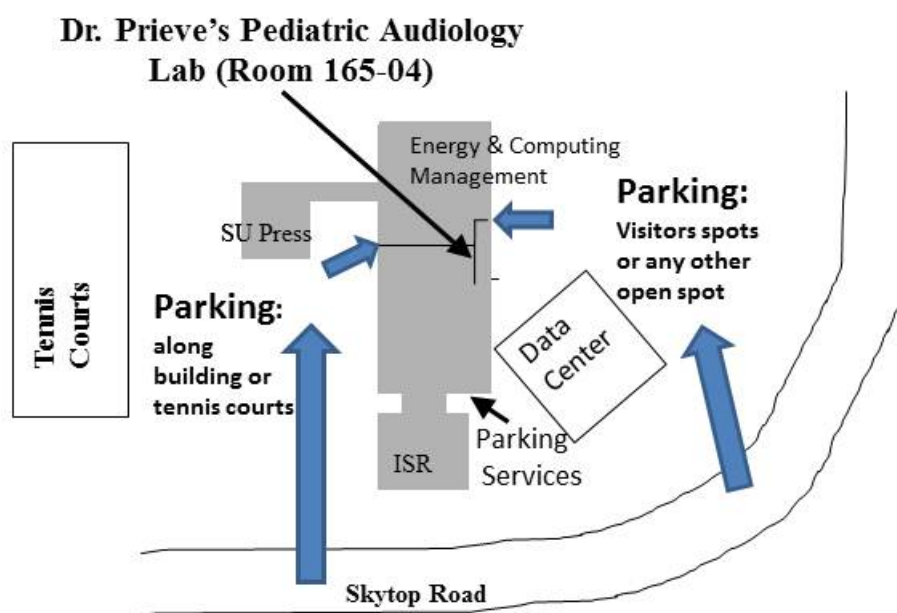 Dr. Prieve’s Pediatric Audiology
Lab (Room 165-04)
Energy & Computing
Management
Parking:
Visitors spots
or any other
open spot
SU Press
Tennis
Courts
Parking:
along
building or
tennis courts
Data
Center
Parking
Services
ISR
Skytop Road